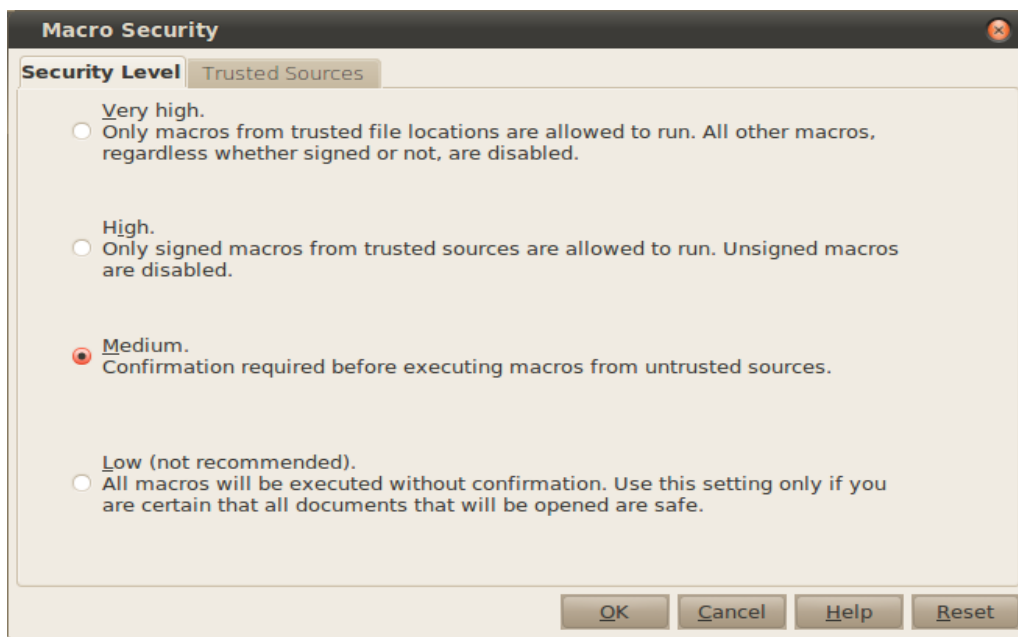 Macro Security
Security Level
Trusted Sources
Very high.
Only macros from trusted file locations are allowed to run. All other macros,
regardless whether signed or not, are disabled.
High.
Only signed macros from trusted sources are allowed to run. Unsigned macros
are disabled.
Medium.
Confirmation required before executing macros from untrusted sources.
Low (not recommended).
All macros will be executed without confirmation. Use this setting only if you
are certain that all documents that will be opened are safe.
OK
Cancel
Help
Reset